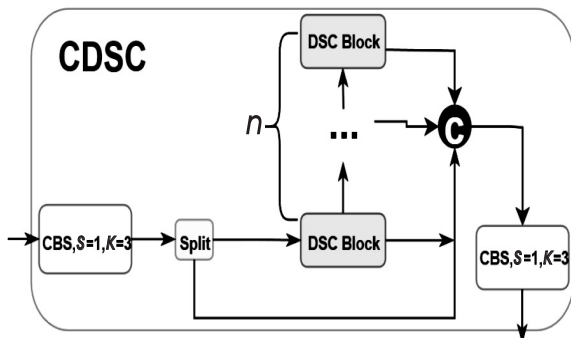 CDSC
DSC Block
n
...
C
CBS,S=1,K=3
Split
DSC Block
CBS,S=1,K=3